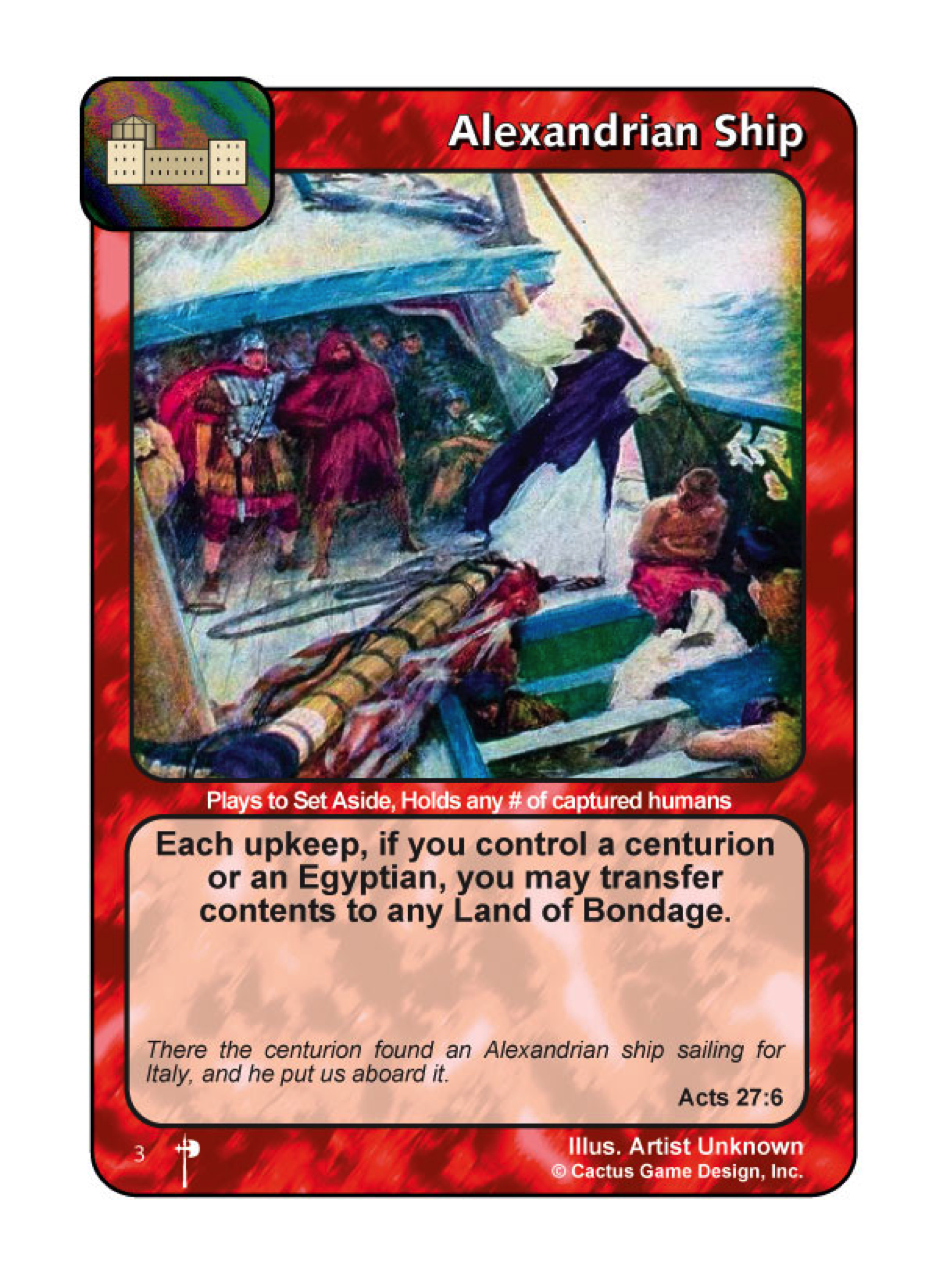 Alexandrian Ship
Plays to Set Aside, Holds any # of captured humans
Each upkeep, if you control a centurion
or an Egyptian, you may transfer
contents to any Land of Bondage.
There the centurion found an Alexandrian ship sailing for
Italy, and he put us aboard it.
Acts 27:6
3
Illus. Artist Unknown
© Cactus Game Design, Inc.